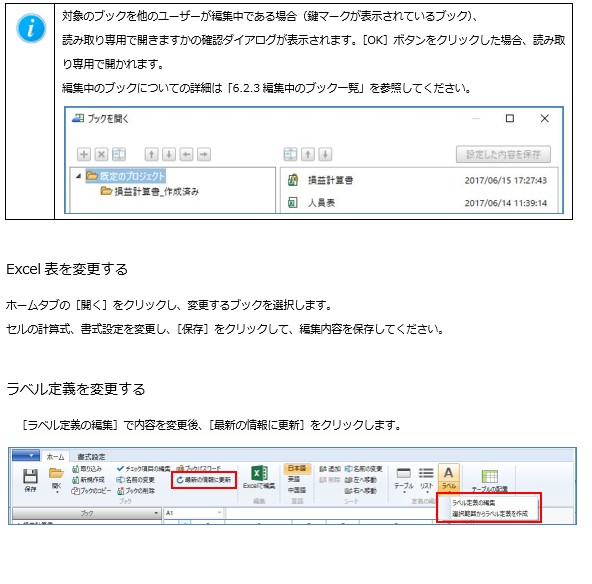 対象のブックを他のユーザーが編集中である場合（鍵マークが表示されているブック）、
読み取り専用で開きますかの確認ダイアログが表示されます。［OK］ボタンをクリックした場合、読み取
り専用で開かれます。
編集中のブックについての詳細は「6.2.3 編集中のブック一覧」を参照してください。
ブックを開く
設定した内容を保存
既定のプロジェクト
損益計算書_作成済み
損益計算書 2017/06/15 17:27:43
人員表 2017/06/14 11:39:14
Excel 表を変更する
ホームタブの［開く］をクリックし、変更するブックを選択します。
セルの計算式、書式設定を変更し、［保存］をクリックして、編集内容を保存してください。
ラベル定義を変更する
［ラベル定義の編集］で内容を変更後、［最新の情報に更新］をクリックします。
ホーム 書式設定
取り込み チェック項目の編集 ブックパスワード 日本語 追加 名前の変更
新規作成 名前の変更 最新の情報に更新 英語 削除 左へ移動
保存 開く ブックのコピー ブックの削除 Excelで編集 中国語 右へ移動 テーブル リスト ラベル テーブルの配置
ブック 編集 言語 シート 定義の編
ブック A1
ラベル定義の編集
選択範囲からラベル定義を作成